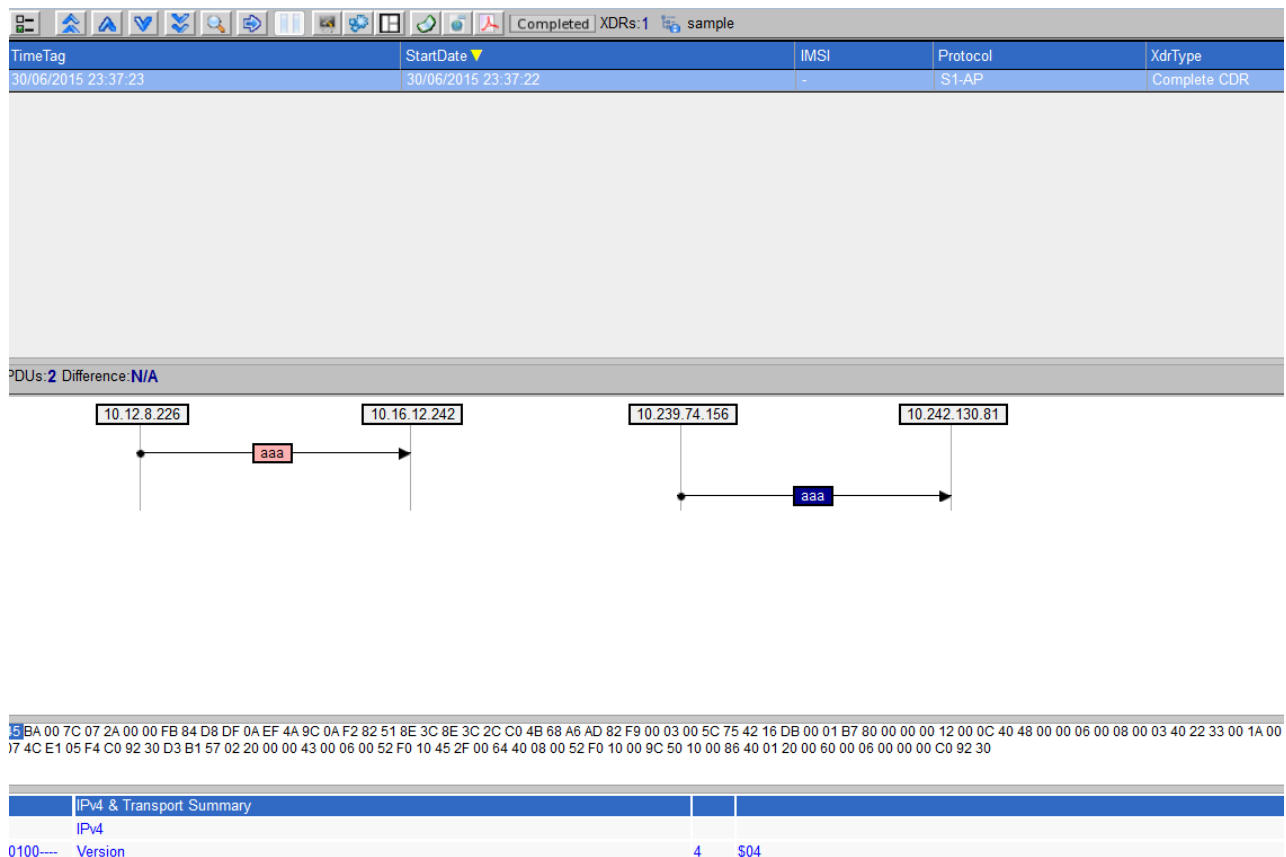 Completed XDRs:1 sample
TimeTag StartDate IMSI Protocol XdrType
30/06/2015 23:37:23 30/06/2015 23:37:22 - S1-AP Complete CDR
PDUs:2 Difference:N/A
10.12.8.226 10.16.12.242 10.239.74.156 10.242.130.81
aaa
aaa
45 BA 00 7C 07 2A 00 00 FB 84 D8 DF 0A EF 4A 9C 0A F2 82 51 8E 3C 8E 3C 2C C0 4B 68 A6 AD 82 F9 00 03 00 5C 75 42 16 DB 00 01 B7 80 00 00 00 12 00 0C 40 48 00 00 06 00 08 00 03 40 22 33 00 1A 00
07 4C E1 05 F4 C0 92 30 D3 B1 57 02 20 00 00 43 00 06 00 52 F0 10 45 2F 00 64 40 08 00 52 F0 10 00 9C 50 10 00 86 40 01 20 00 60 00 06 00 00 00 C0 92 30
IPv4 & Transport Summary
IPv4
0100---- Version 4 $04